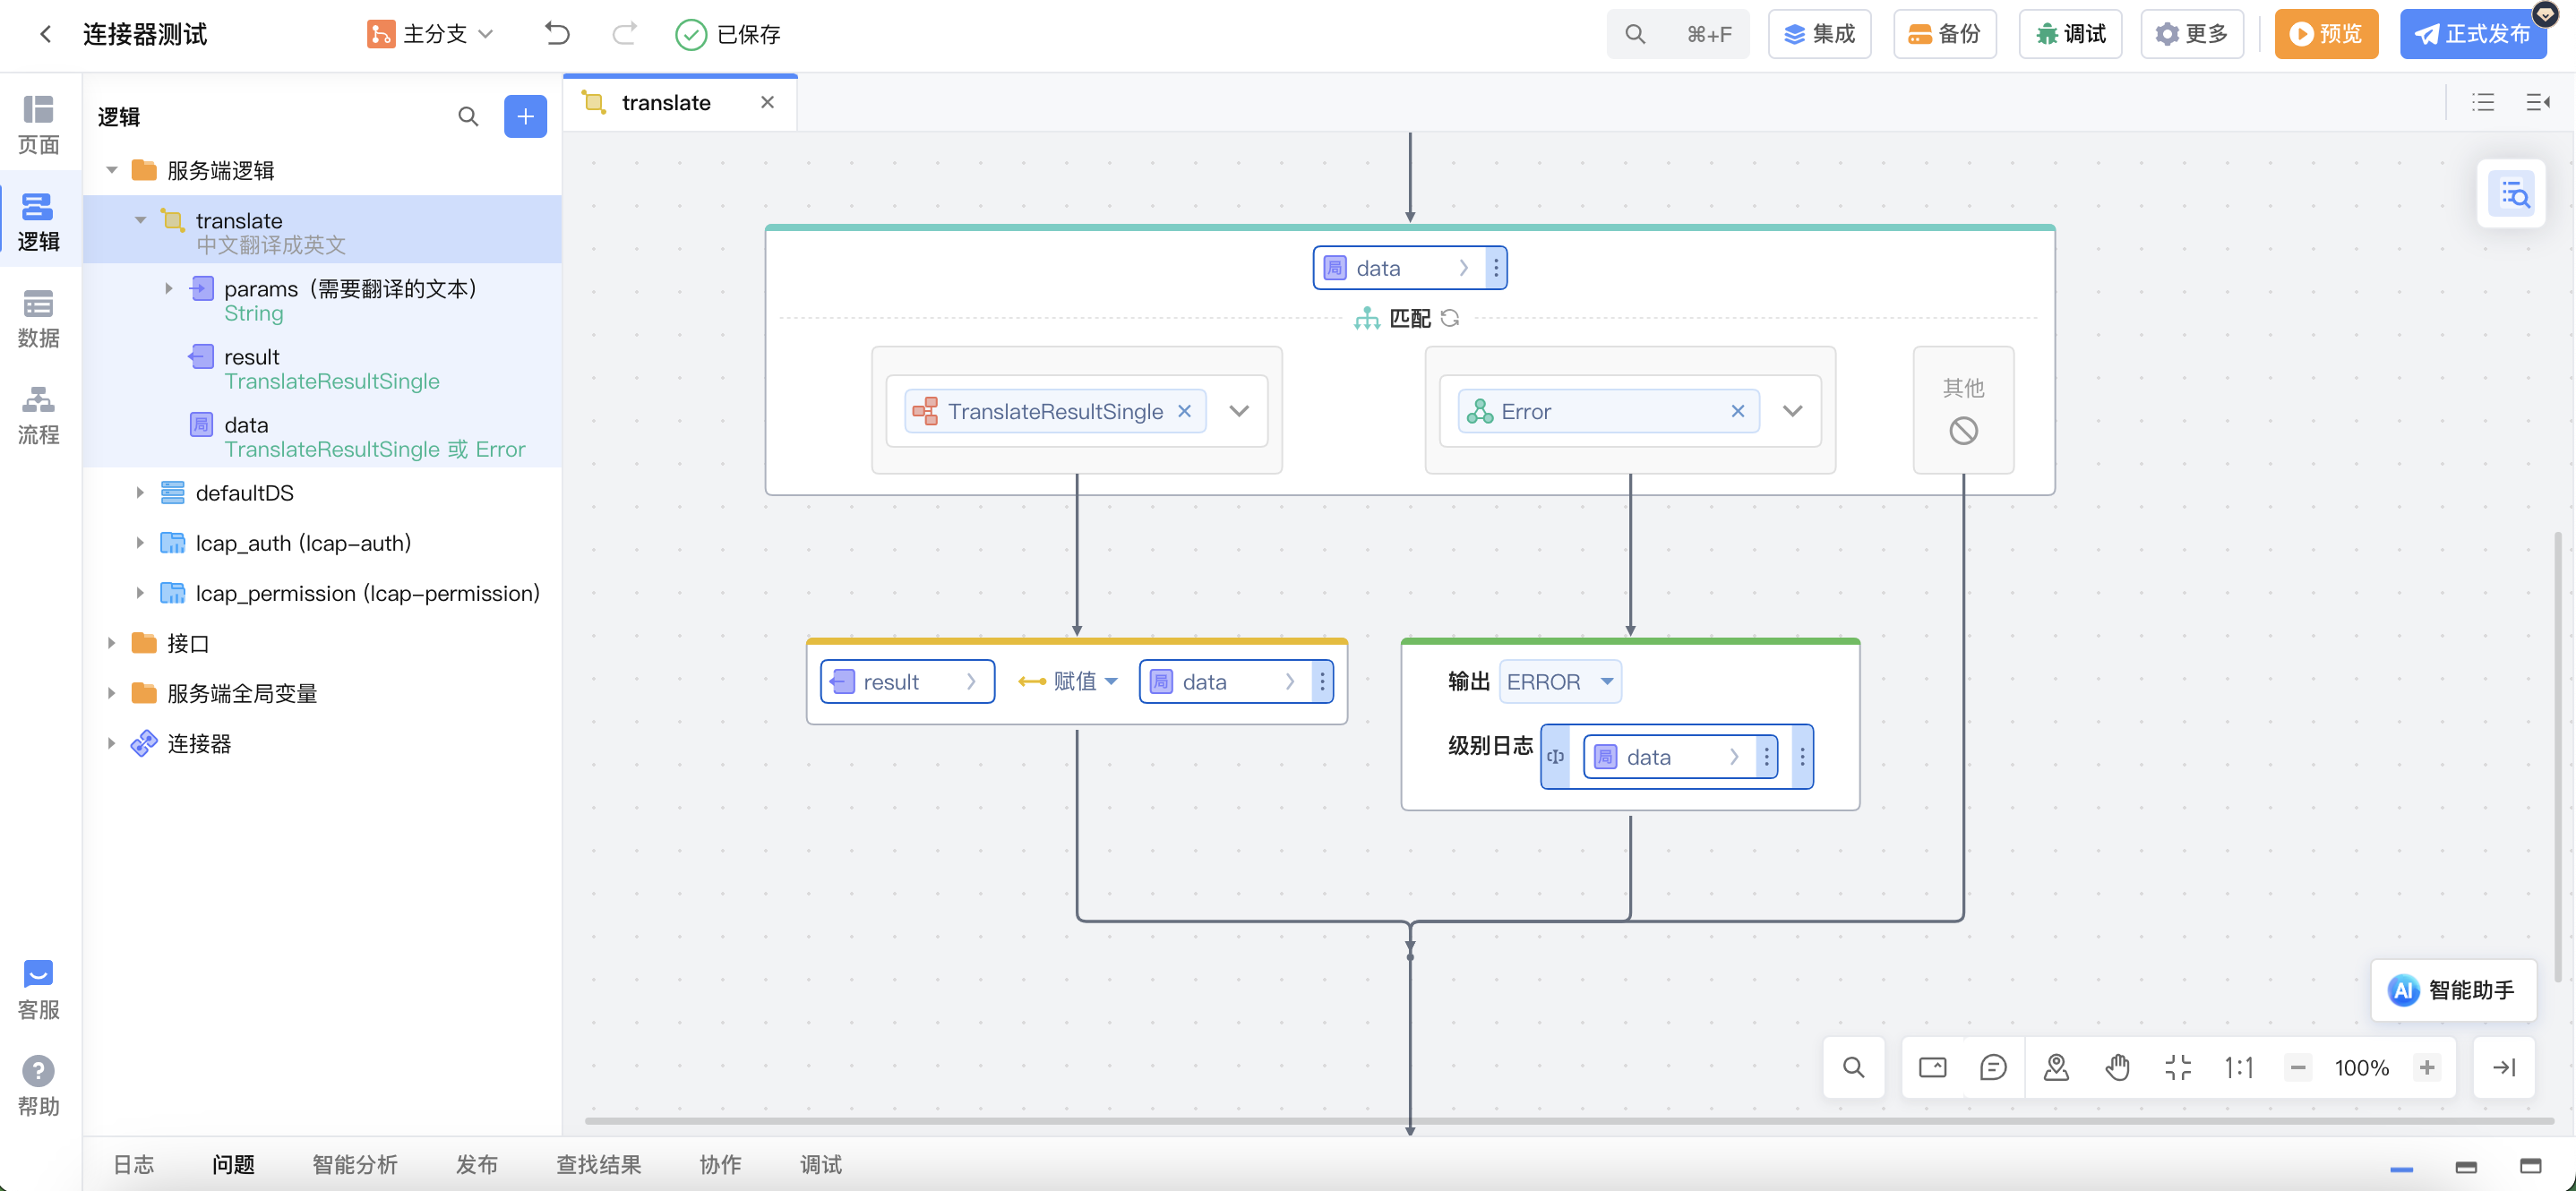 连接器测试
主分支
已保存
⌘+F
集成
备份
调试
更多
预览
正式发布
页面
逻辑
数据
流程
客服
帮助
逻辑
服务端逻辑
translate
中文翻译成英文
params（需要翻译的文本）
String
result
TranslateResultSingle
局 data
TranslateResultSingle 或 Error
defaultDS
lcap_auth (lcap-auth)
lcap_permission (lcap-permission)
接口
服务端全局变量
连接器
translate
局 data
匹配
TranslateResultSingle
Error
其他
result 赋值 局 data
输出 ERROR
级别日志 局 data
AI 智能助手
1:1
100%
日志
问题
智能分析
发布
查找结果
协作
调试